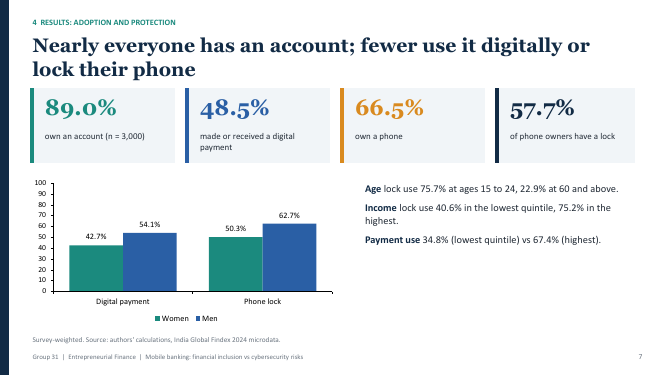 4 RESULTS: ADOPTION AND PROTECTION
Nearly everyone has an account; fewer use it digitally or
lock their phone
89.0%
own an account (n = 3,000)
48.5%
made or received a digital
payment
66.5%
own a phone
57.7%
of phone owners have a lock
100
90
80
70
60
50
40
30
20
10
0
42.7%
54.1%
50.3%
62.7%
Digital payment
Phone lock
Women
Men
Age lock use 75.7% at ages 15 to 24, 22.9% at 60 and above.
Income lock use 40.6% in the lowest quintile, 75.2% in the
highest.
Payment use 34.8% (lowest quintile) vs 67.4% (highest).
Survey-weighted. Source: authors' calculations, India Global Findex 2024 microdata.
Group 31 | Entrepreneurial Finance | Mobile banking: financial inclusion vs cybersecurity risks
7